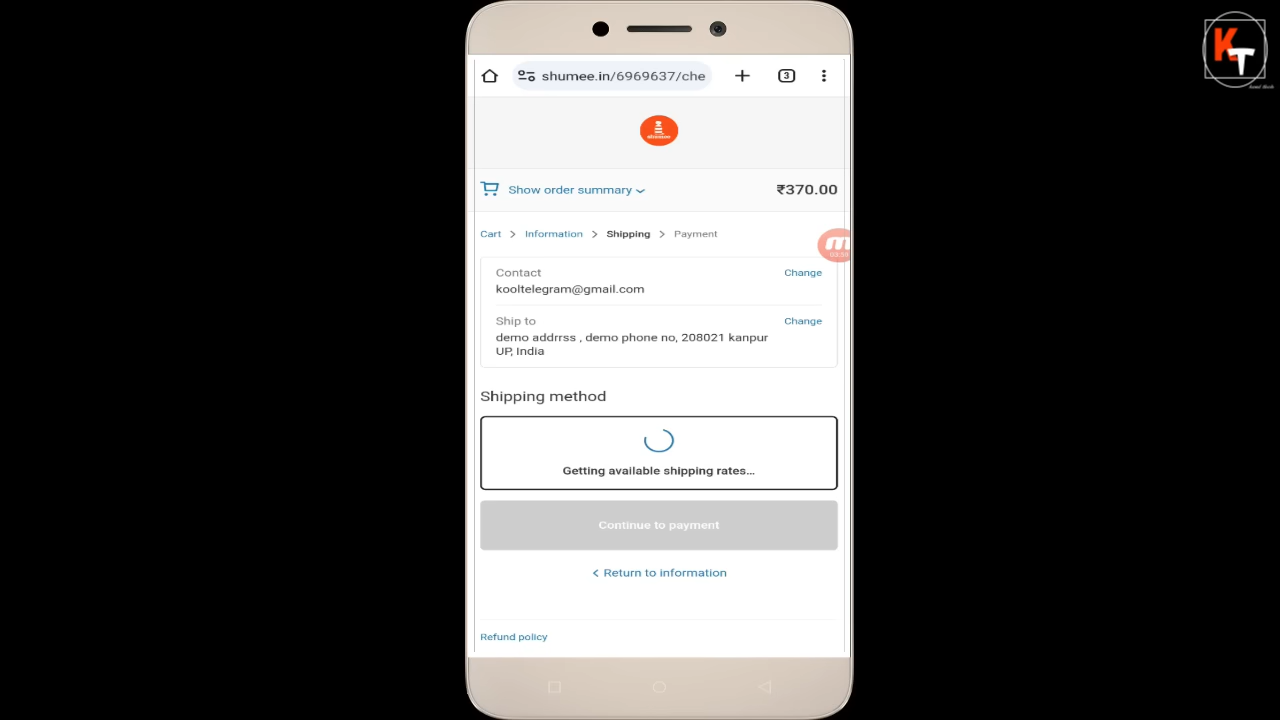 KT
shumee.in/6969637/che
3
Show order summary
₹370.00
Cart > Information > Shipping > Payment
Contact
Change
kooltelegram@gmail.com
Ship to
Change
demo addrrss , demo phone no, 208021 kanpur
UP, India
Shipping method
Getting available shipping rates...
Continue to payment
< Return to information
Refund policy